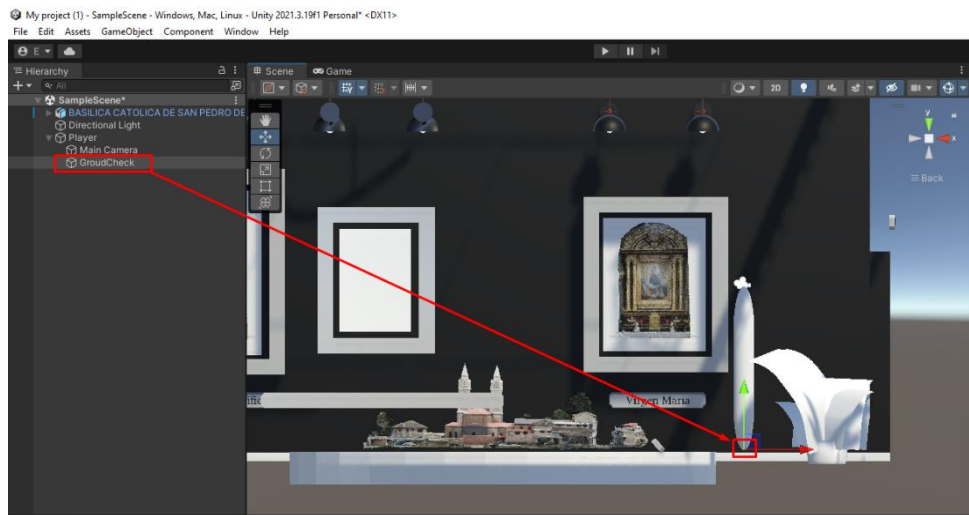 My project (1) - SampleScene - Windows, Mac, Linux - Unity 2021.3.19f1 Personal* <DX11>
File Edit Assets GameObject Component Window Help
E
Hierarchy
Scene Game
All
2D
SampleScene*
BASILICA CATOLICA DE SAN PEDRO DE
Directional Light
Player
Main Camera
GroudCheck
y
x
Back
Virgen Maria